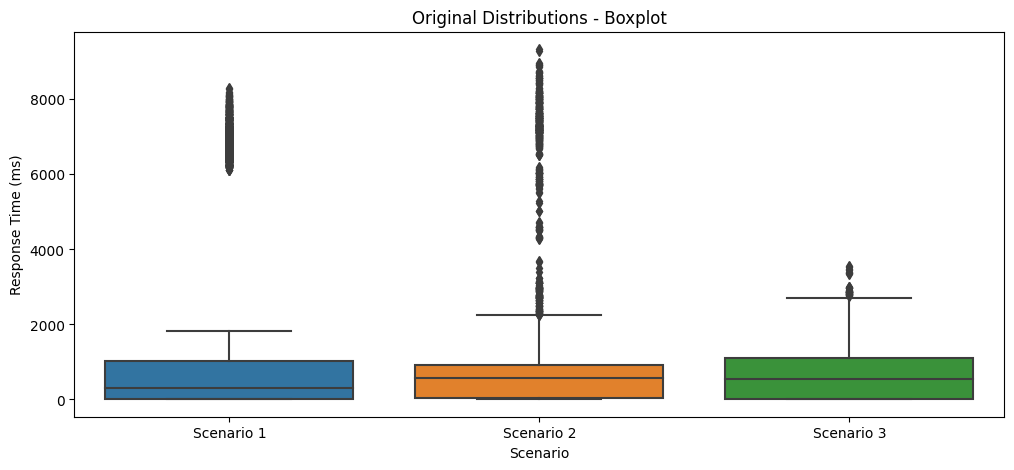 Original Distributions - Boxplot
Response Time (ms)
8000
6000
4000
2000
0
Scenario 1
Scenario 2
Scenario 3
Scenario